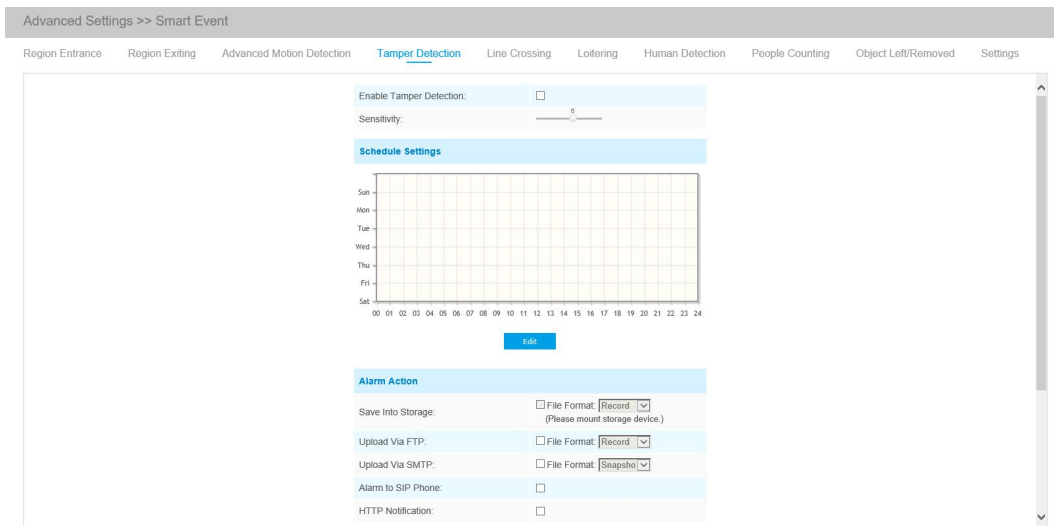 Advanced Settings >> Smart Event
Region Entrance Region Exiting Advanced Motion Detection Tamper Detection Line Crossing Loitering Human Detection People Counting Object Left/Removed Settings
Enable Tamper Detection:
Sensitivity: 6
Schedule Settings
Sun
Mon
Tue
Wed
Thu
Fri
Sat
00 01 02 03 04 05 06 07 08 09 10 11 12 13 14 15 16 17 18 19 20 21 22 23 24
Edit
Alarm Action
Save Into Storage: File Format: Record
(Please mount storage device.)
Upload Via FTP: File Format: Record
Upload Via SMTP: File Format: Snapsho
Alarm to SIP Phone:
HTTP Notification: